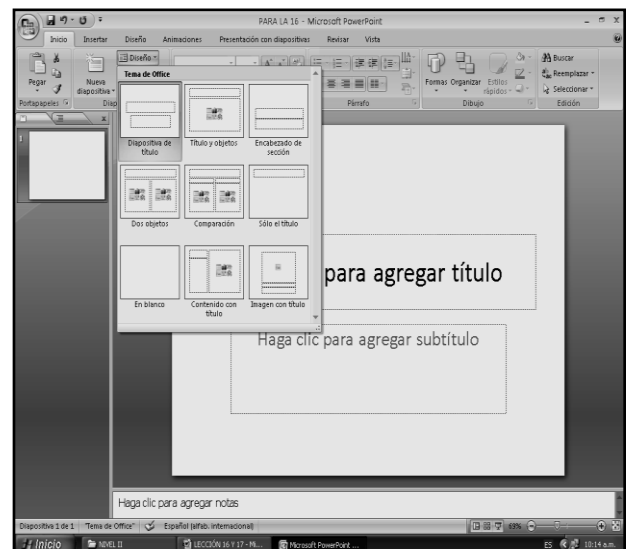 PARA LA 16 - Microsoft PowerPoint
Inicio Insertar Diseño Animaciones Presentación con diapositivas Revisar Vista
Pegar
Nueva diapositiva
Diseño
Formas Organizar Estilos rápidos
Buscar
Reemplazar
Seleccionar
Portapapeles
Párrafo Dibujo Edición
Tema de Office
Diapositiva de título
Título y objetos
Encabezado de sección
Dos objetos
Comparación
Sólo el título
En blanco
Contenido con título
Imagen con título
1
para agregar título
Haga clic para agregar subtítulo
Haga clic para agregar notas
Diapositiva 1 de 1 "Tema de Office" Español (alfab. internacional) 63%
Inicio NIVEL II LECCIÓN 16 Y 17 - Mi... Microsoft PowerPoint ... ES 10:14 a.m.